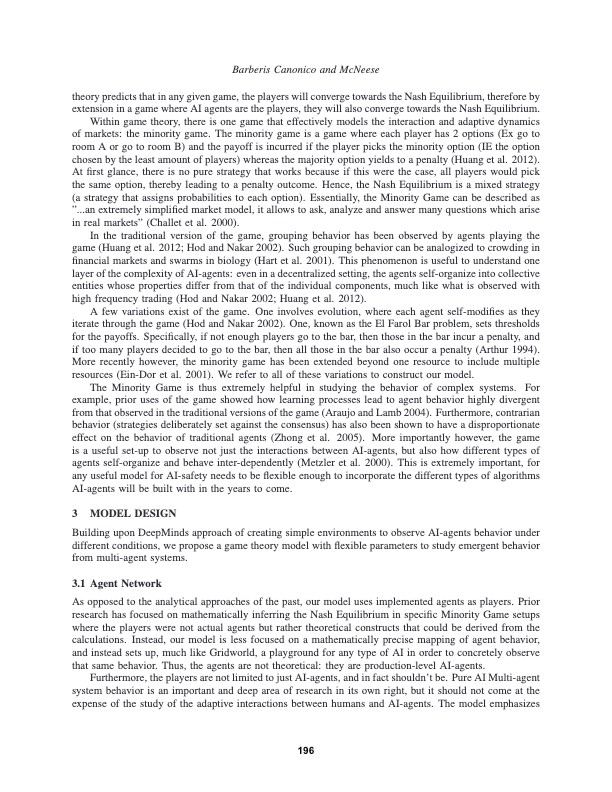 Barberis Canonico and McNeese
theory predicts that in any given game, the players will converge towards the Nash Equilibrium, therefore by
extension in a game where AI agents are the players, they will also converge towards the Nash Equilibrium.
Within game theory, there is one game that effectively models the interaction and adaptive dynamics
of markets: the minority game. The minority game is a game where each player has 2 options (Ex go to
room A or go to room B) and the payoff is incurred if the player picks the minority option (IE the option
chosen by the least amount of players) whereas the majority option yields to a penalty (Huang et al. 2012).
At first glance, there is no pure strategy that works because if this were the case, all players would pick
the same option, thereby leading to a penalty outcome. Hence, the Nash Equilibrium is a mixed strategy
(a strategy that assigns probabilities to each option). Essentially, the Minority Game can be described as
"...an extremely simplified market model, it allows to ask, analyze and answer many questions which arise
in real markets" (Challet et al. 2000).
In the traditional version of the game, grouping behavior has been observed by agents playing the
game (Huang et al. 2012; Hod and Nakar 2002). Such grouping behavior can be analogized to crowding in
financial markets and swarms in biology (Hart et al. 2001). This phenomenon is useful to understand one
layer of the complexity of AI-agents: even in a decentralized setting, the agents self-organize into collective
entities whose properties differ from that of the individual components, much like what is observed with
high frequency trading (Hod and Nakar 2002; Huang et al. 2012).
A few variations exist of the game. One involves evolution, where each agent self-modifies as they
iterate through the game (Hod and Nakar 2002). One, known as the El Farol Bar problem, sets thresholds
for the payoffs. Specifically, if not enough players go to the bar, then those in the bar incur a penalty, and
if too many players decided to go to the bar, then all those in the bar also occur a penalty (Arthur 1994).
More recently however, the minority game has been extended beyond one resource to include multiple
resources (Ein-Dor et al. 2001). We refer to all of these variations to construct our model.
The Minority Game is thus extremely helpful in studying the behavior of complex systems. For
example, prior uses of the game showed how learning processes lead to agent behavior highly divergent
from that observed in the traditional versions of the game (Araujo and Lamb 2004). Furthermore, contrarian
behavior (strategies deliberately set against the consensus) has also been shown to have a disproportionate
effect on the behavior of traditional agents (Zhong et al. 2005). More importantly however, the game
is a useful set-up to observe not just the interactions between AI-agents, but also how different types of
agents self-organize and behave inter-dependently (Metzler et al. 2000). This is extremely important, for
any useful model for AI-safety needs to be flexible enough to incorporate the different types of algorithms
AI-agents will be built with in the years to come.
3 MODEL DESIGN
Building upon DeepMinds approach of creating simple environments to observe AI-agents behavior under
different conditions, we propose a game theory model with flexible parameters to study emergent behavior
from multi-agent systems.
3.1 Agent Network
As opposed to the analytical approaches of the past, our model uses implemented agents as players. Prior
research has focused on mathematically inferring the Nash Equilibrium in specific Minority Game setups
where the players were not actual agents but rather theoretical constructs that could be derived from the
calculations. Instead, our model is less focused on a mathematically precise mapping of agent behavior,
and instead sets up, much like Gridworld, a playground for any type of AI in order to concretely observe
that same behavior. Thus, the agents are not theoretical: they are production-level AI-agents.
Furthermore, the players are not limited to just AI-agents, and in fact shouldn't be. Pure AI Multi-agent
system behavior is an important and deep area of research in its own right, but it should not come at the
expense of the study of the adaptive interactions between humans and AI-agents. The model emphasizes
196